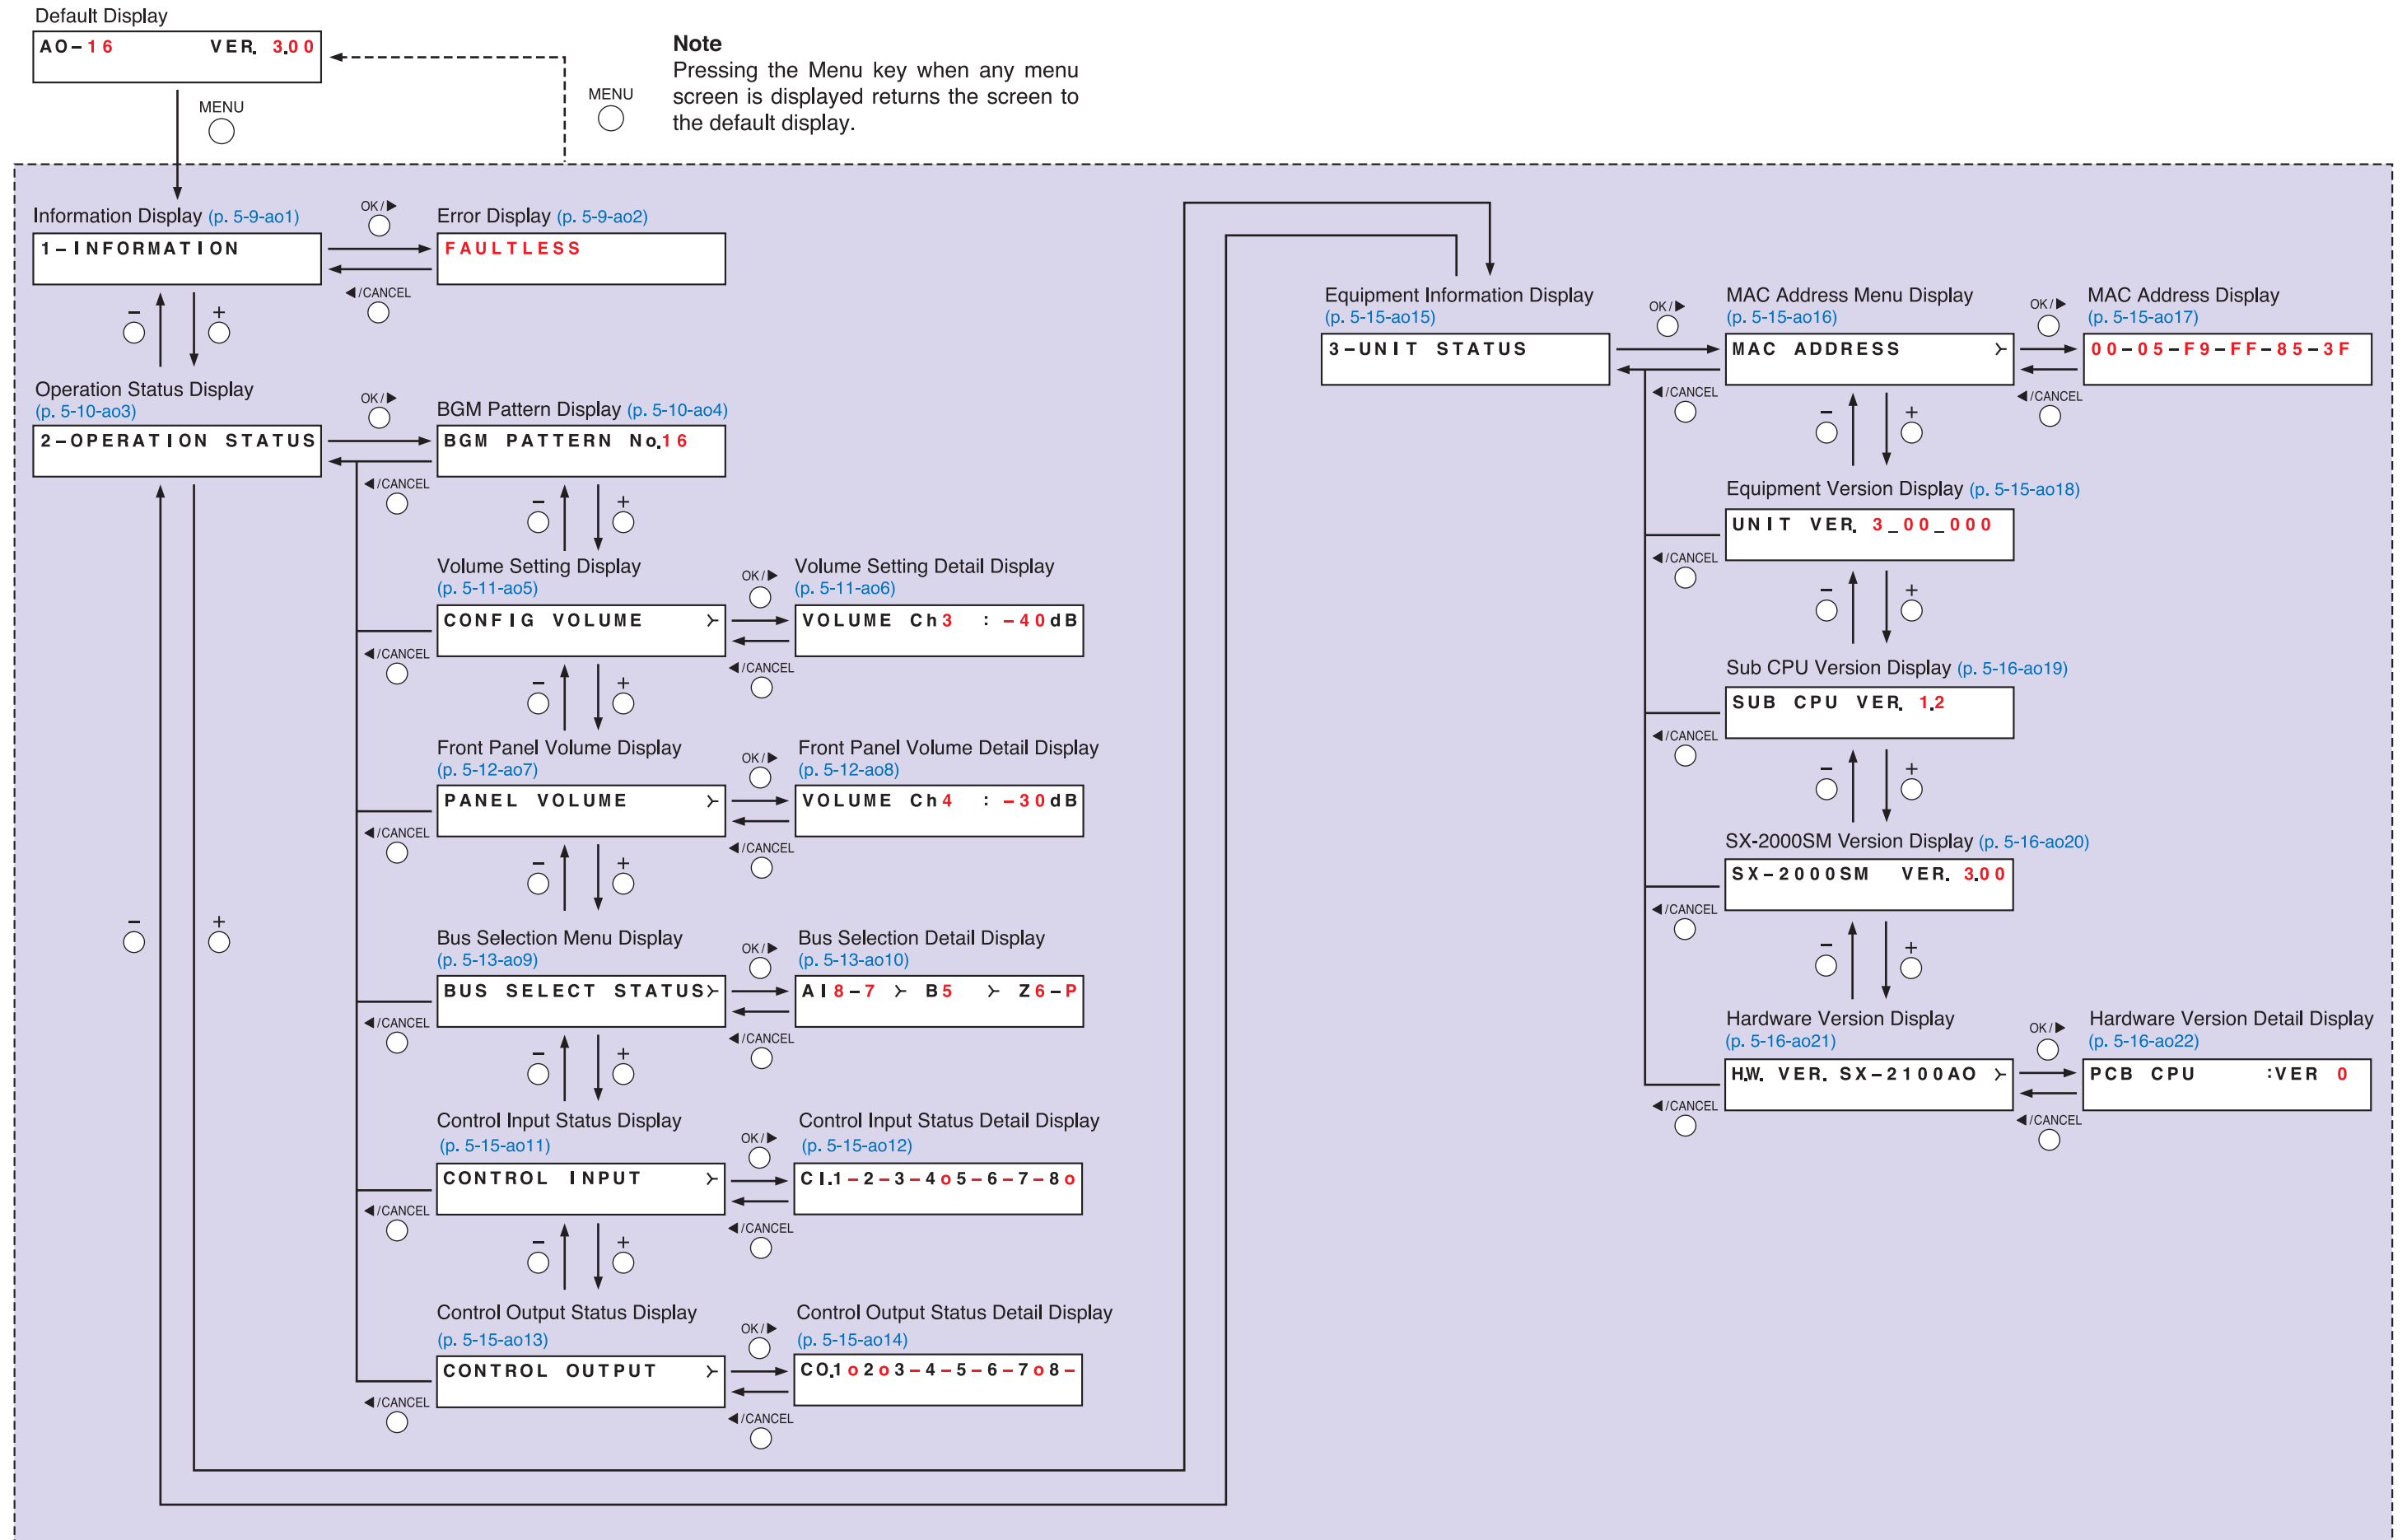 Default Display
AO-16 VER. 3.00
MENU
MENU
Note
Pressing the Menu key when any menu
screen is displayed returns the screen to
the default display.
Information Display (p. 5-9-ao1)
1-INFORMATION
OK/▶
◀/CANCEL
Error Display (p. 5-9-ao2)
FAULTLESS
−
+
Operation Status Display
(p. 5-10-ao3)
2-OPERATION STATUS
OK/▶
◀/CANCEL
BGM Pattern Display (p. 5-10-ao4)
BGM PATTERN No.16
−
+
Volume Setting Display
(p. 5-11-ao5)
CONFIG VOLUME ≻
◀/CANCEL
OK/▶
◀/CANCEL
Volume Setting Detail Display
(p. 5-11-ao6)
VOLUME Ch3 : -40dB
−
+
Front Panel Volume Display
(p. 5-12-ao7)
PANEL VOLUME ≻
◀/CANCEL
OK/▶
◀/CANCEL
Front Panel Volume Detail Display
(p. 5-12-ao8)
VOLUME Ch4 : -30dB
−
+
−
+
Bus Selection Menu Display
(p. 5-13-ao9)
BUS SELECT STATUS≻
◀/CANCEL
OK/▶
◀/CANCEL
Bus Selection Detail Display
(p. 5-13-ao10)
AI8-7 ≻ B5 ≻ Z6-P
−
+
Control Input Status Display
(p. 5-15-ao11)
CONTROL INPUT ≻
◀/CANCEL
OK/▶
◀/CANCEL
Control Input Status Detail Display
(p. 5-15-ao12)
CI.1-2-3-4o5-6-7-8o
−
+
Control Output Status Display
(p. 5-15-ao13)
CONTROL OUTPUT ≻
◀/CANCEL
OK/▶
◀/CANCEL
Control Output Status Detail Display
(p. 5-15-ao14)
CO.1o2o3-4-5-6-7o8-
Equipment Information Display
(p. 5-15-ao15)
3-UNIT STATUS
OK/▶
◀/CANCEL
MAC Address Menu Display
(p. 5-15-ao16)
MAC ADDRESS ≻
OK/▶
◀/CANCEL
MAC Address Display
(p. 5-15-ao17)
00-05-F9-FF-85-3F
−
+
Equipment Version Display (p. 5-15-ao18)
UNIT VER. 3_00_000
◀/CANCEL
−
+
Sub CPU Version Display (p. 5-16-ao19)
SUB CPU VER. 1.2
◀/CANCEL
−
+
SX-2000SM Version Display (p. 5-16-ao20)
SX-2000SM VER. 3.00
◀/CANCEL
−
+
Hardware Version Display
(p. 5-16-ao21)
H.W. VER. SX-2100AO ≻
◀/CANCEL
OK/▶
◀/CANCEL
Hardware Version Detail Display
(p. 5-16-ao22)
PCB CPU :VER 0